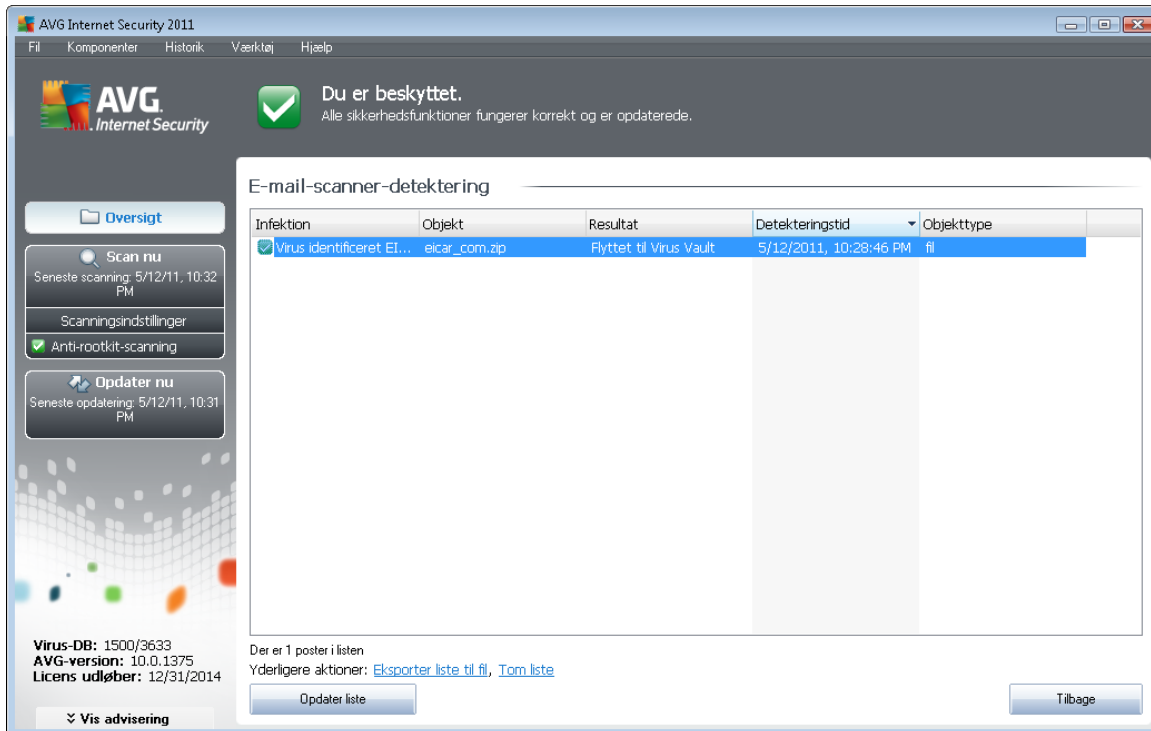 AVG Internet Security 2011
Fil Komponenter Historik Værktøj Hjælp
AVG.
Internet Security
Du er beskyttet.
Alle sikkerhedsfunktioner fungerer korrekt og er opdaterede.
Oversigt
Scan nu
Seneste scanning: 5/12/11, 10:32
PM
Scanningsindstillinger
Anti-rootkit-scanning
Opdater nu
Seneste opdatering: 5/12/11, 10:31
PM
Virus-DB: 1500/3633
AVG-version: 10.0.1375
Licens udløber: 12/31/2014
Vis advisering
E-mail-scanner-detektering
Infektion Objekt Resultat Detekteringstid Objekttype
Virus identificeret EI... eicar_com.zip Flyttet til Virus Vault 5/12/2011, 10:28:46 PM fil
Der er 1 poster i listen
Yderligere aktioner: Eksporter liste til fil, Tom liste
Opdater liste
Tilbage